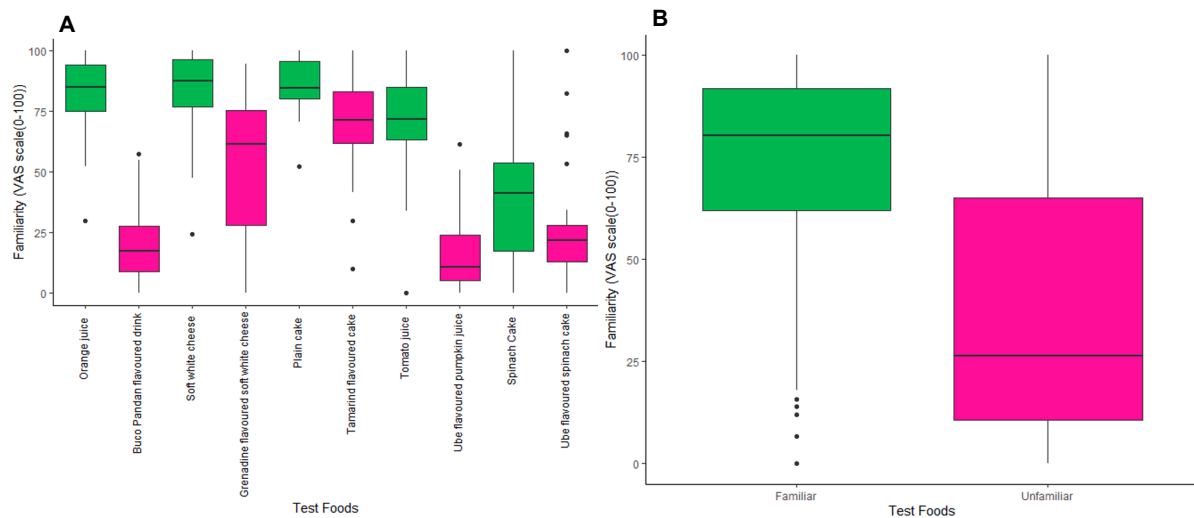 A
Familiarity (VAS scale(0-100))
100
75
50
25
0
Orange juice
Buco Pandan flavoured drink
Soft white cheese
Grenadine flavoured soft white cheese
Plain cake
Tamarind flavoured cake
Tomato juice
Ube flavoured pumpkin juice
Spinach Cake
Ube flavoured spinach cake
Test Foods
B
Familiarity (VAS scale(0-100))
100
75
50
25
0
Familiar
Unfamiliar
Test Foods